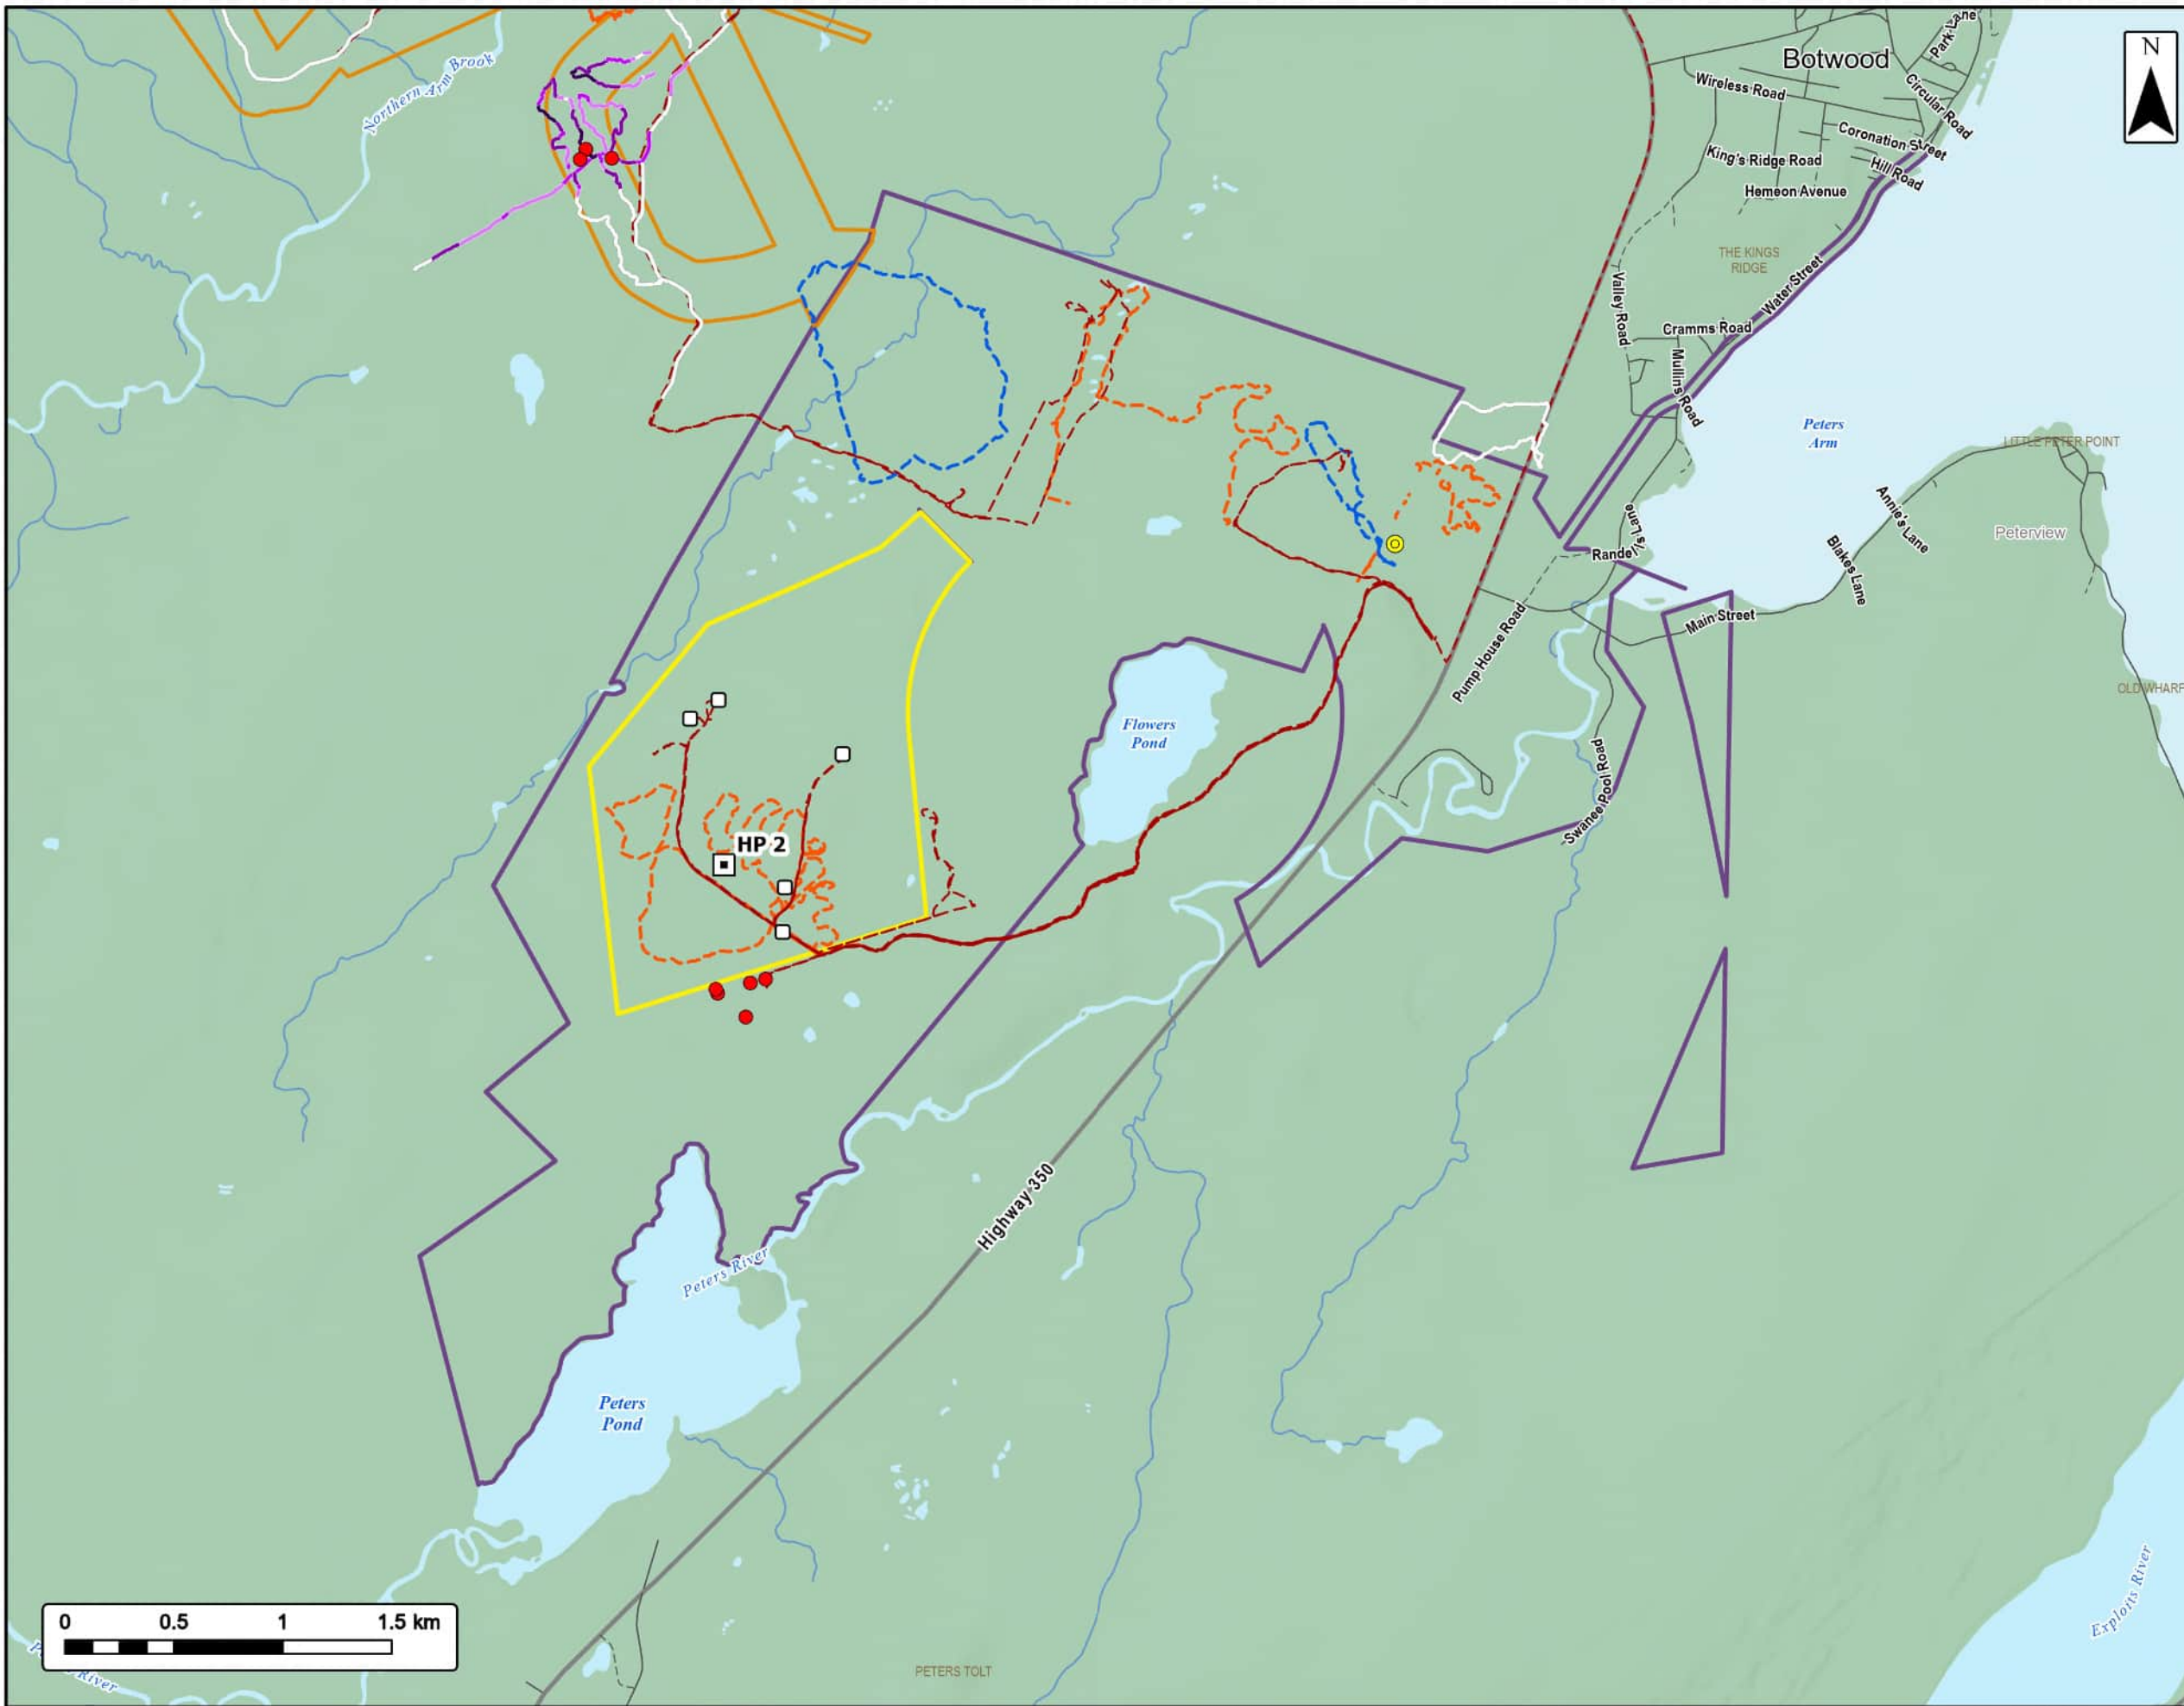 Park Lane
Botwood
Northern Arm Brook
Wireless Road
Circular Road
N
Coronation Street
King's Ridge Road
Hill Road
Hemeon Avenue
THE KINGS
RIDGE
Water Street
Valley Road
Cramms Road
Mullins Road
Peters
Arm
LITTLE PETER POINT
Annie's Lane
Peterview
Blakes Lane
Randell's Lane
Main Street
Pump House Road
OLD WHARF
Flowers
Pond
Swanee Pool Road
HP 2
Highway 350
Peters River
Peters
Pond
Exploits River
0 0.5 1 1.5 km
River
PETERS TOLT